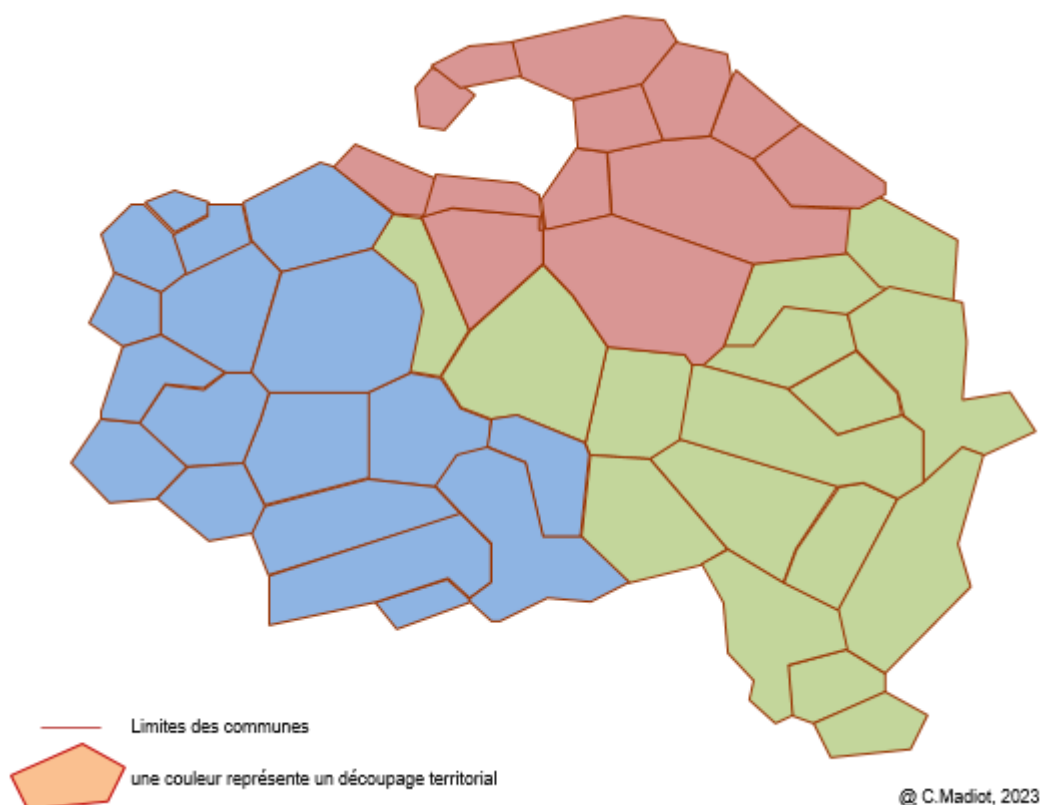 Limites des communes
une couleur représente un découpage territorial
@ C.Madiot, 2023